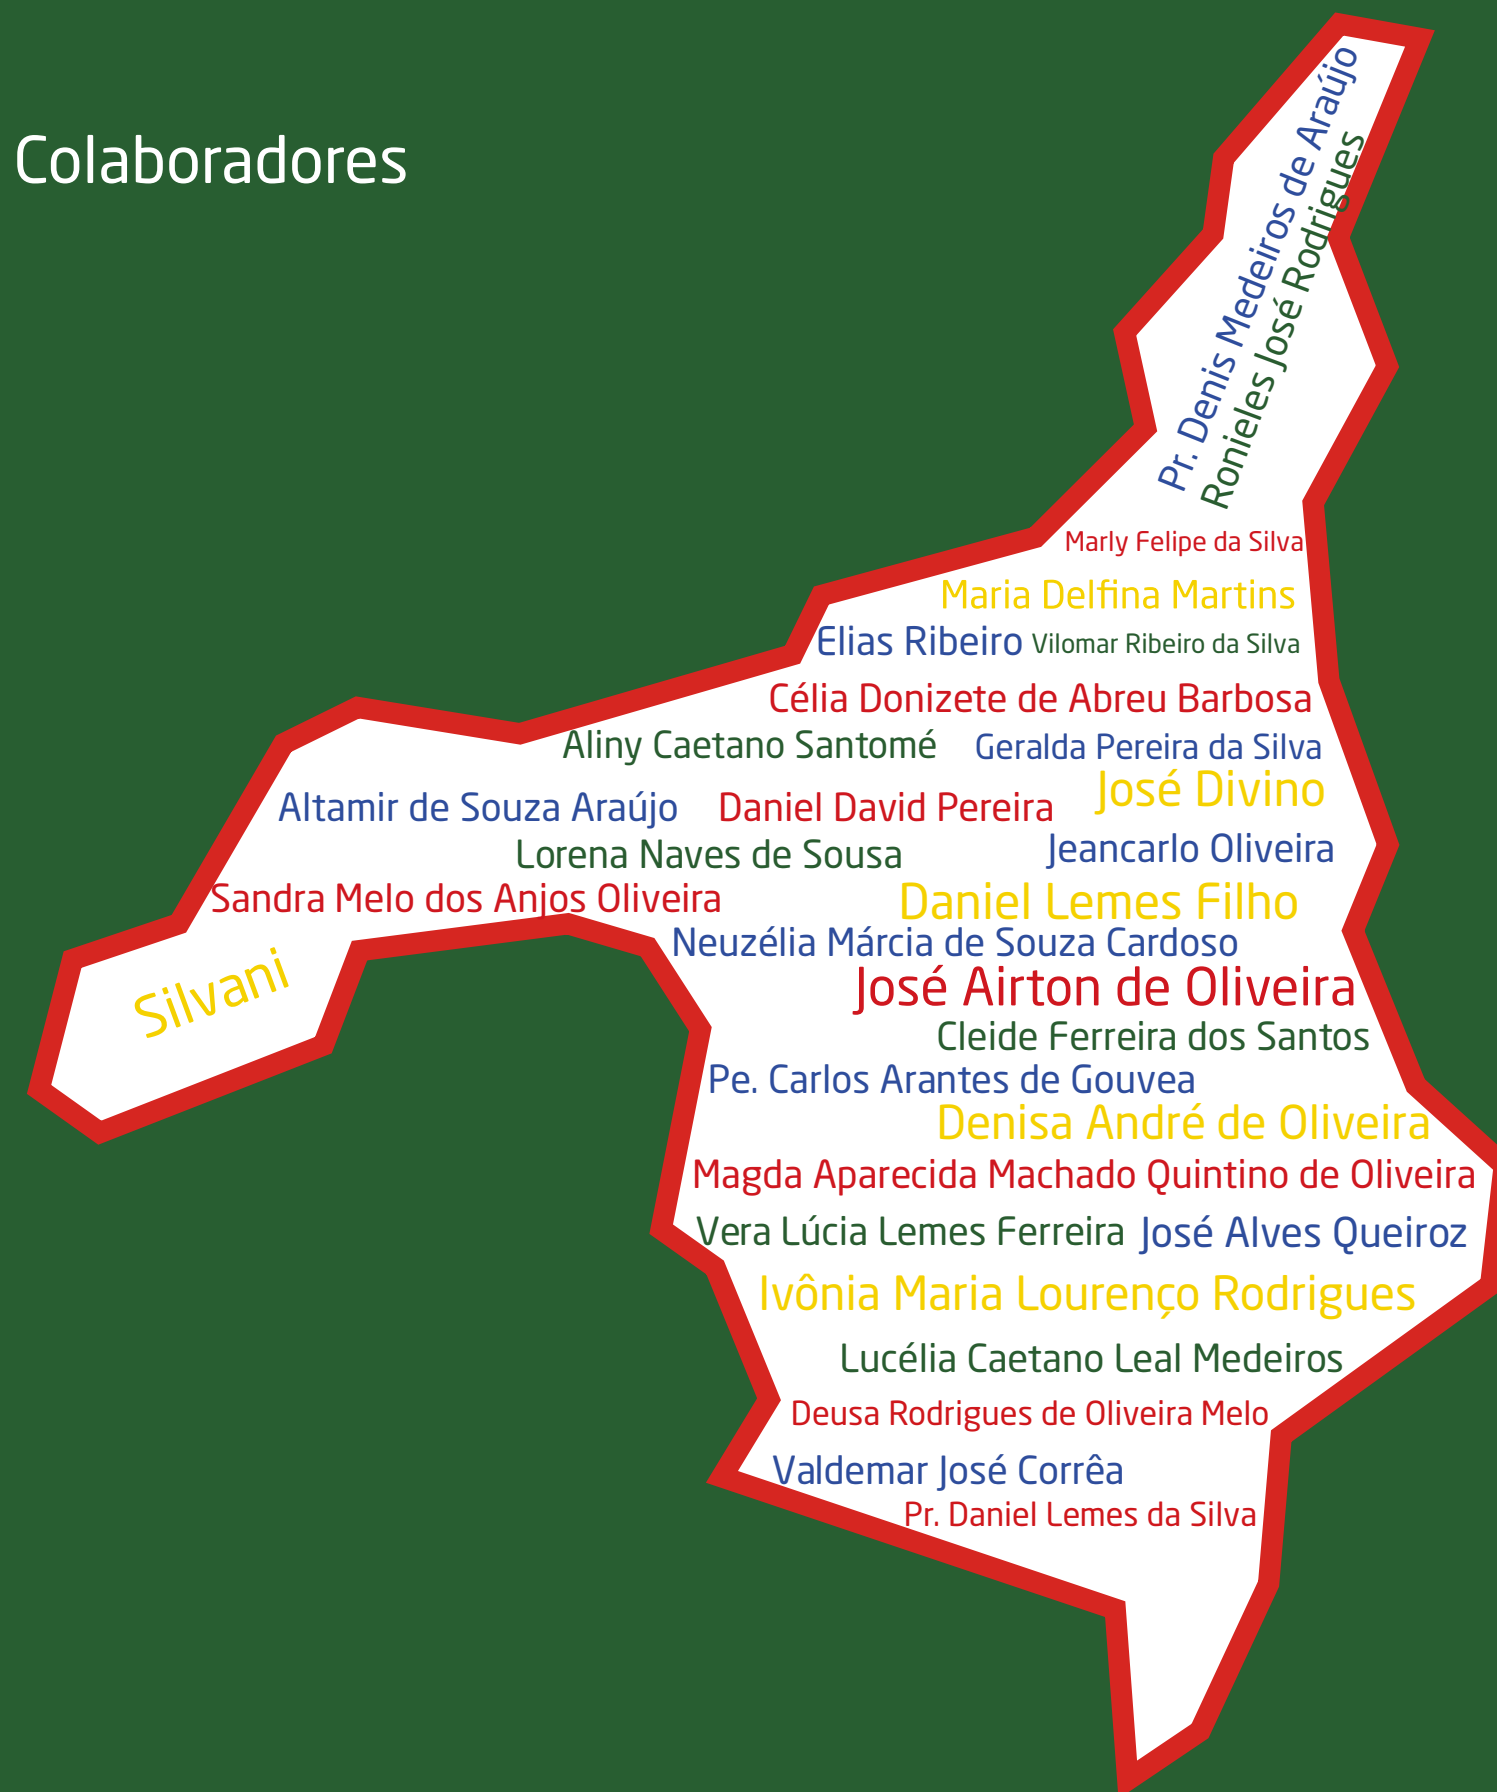 Colaboradores
Pr. Denis Medeiros de Araújo
Ronieles José Rodrigues
Marly Felipe da Silva
Maria Delfina Martins
Elias Ribeiro Vilomar Ribeiro da Silva
Célia Donizete de Abreu Barbosa
Aliny Caetano Santomé Geralda Pereira da Silva
José Divino
Altamir de Souza Araújo Daniel David Pereira
Lorena Naves de Sousa Jeancarlo Oliveira
Sandra Melo dos Anjos Oliveira Daniel Lemes Filho
Neuzélia Márcia de Souza Cardoso
Silvani
José Airton de Oliveira
Cleide Ferreira dos Santos
Pe. Carlos Arantes de Gouvea
Denisa André de Oliveira
Magda Aparecida Machado Quintino de Oliveira
Vera Lúcia Lemes Ferreira José Alves Queiroz
Ivônia Maria Lourenço Rodrigues
Lucélia Caetano Leal Medeiros
Deusa Rodrigues de Oliveira Melo
Valdemar José Corrêa
Pr. Daniel Lemes da Silva